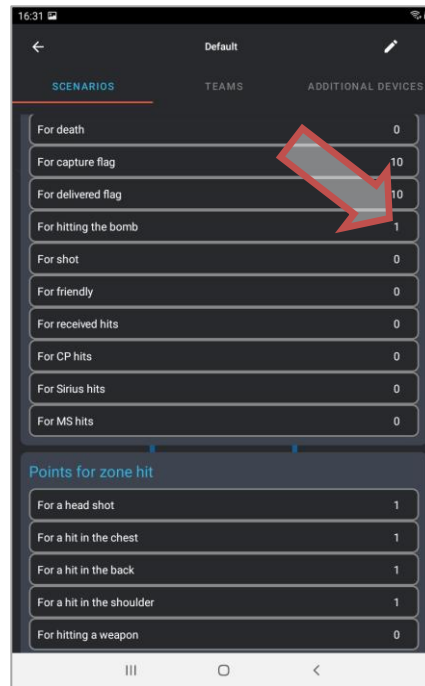 16:31
Default
SCENARIOS TEAMS ADDITIONAL DEVICES
For death 0
For capture flag 10
For delivered flag 10
For hitting the bomb 1
For shot 0
For friendly 0
For received hits 0
For CP hits 0
For Sirius hits 0
For MS hits 0
Points for zone hit
For a head shot 1
For a hit in the chest 1
For a hit in the back 1
For a hit in the shoulder 1
For hitting a weapon 0